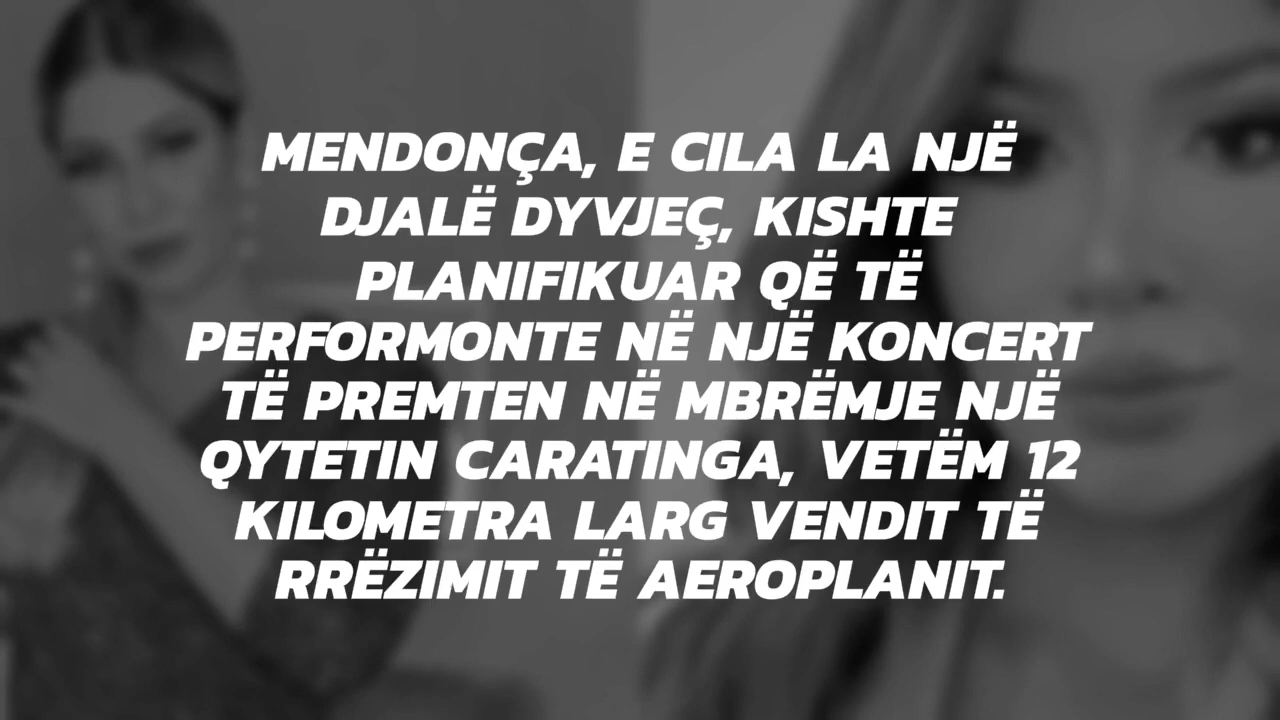 MENDONÇA, E CILA LA NJË
DJALË DYVJEÇ, KISHTE
PLANIFIKUAR QË TË
PERFORMONTE NË NJË KONCERT
TË PREMTEN NË MBRËMJE NJË
QYTETIN CARATINGA, VETËM 12
KILOMETRA LARG VENDIT TË
RRËZIMIT TË AEROPLANIT.